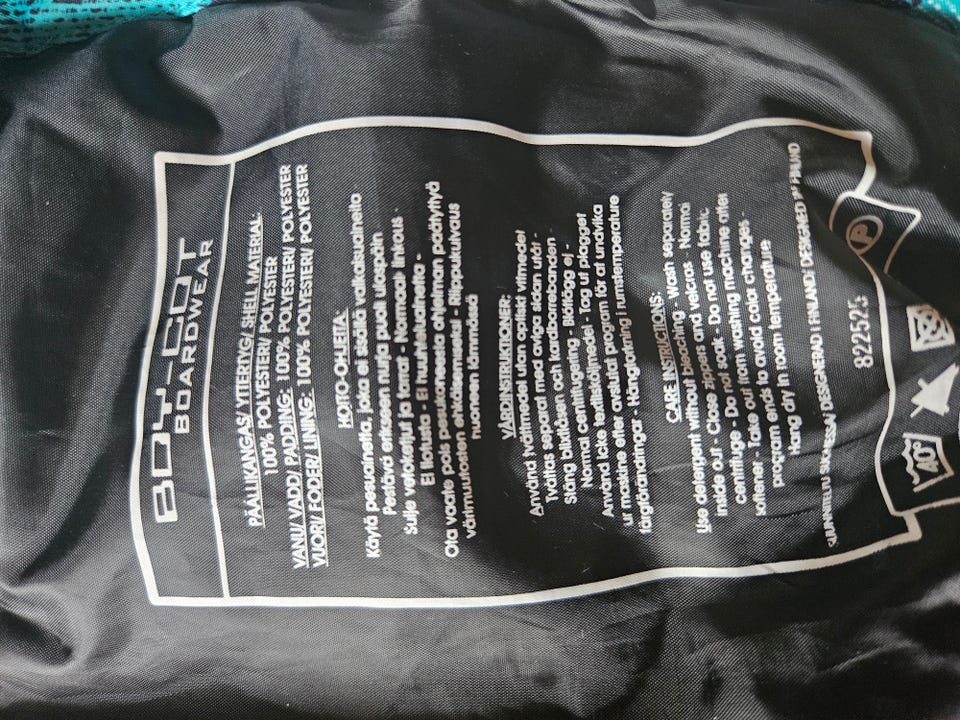 BOY-COT
BOARDWEAR
PÄÄLIKANGAS/ YTTERTYG/ SHELL MATERIAL:
100% POLYESTERI/ POLYESTER
VANU/ VADD/ PADDING: 100% POLYESTERI/ POLYESTER
VUORI/ FODER/ LINING: 100% POLYESTERI/ POLYESTER
HOITO-OHJEITA:
Käytä pesuainetta, joka ei sisällä valkaisuaineita
Pestävä erikseen nurja puoli ulospäin
Sulje vetoketjut ja tarrat - Normaali linkous -
Ei liotusta - Ei huuhteluainetta -
Ota vaate pois pesukoneesta ohjelman päätyttyä
värimuutosten ehkäisemiseksi - Riippukuivaus
huoneen lämmössä
VÅRDINSTRUKTIONER:
Använd tvättmedel utan optiskt vitmedel
Tvättas separat med aviga sidan utåt -
Stäng blixtlåsen och kardborrebanden
Normal centrifugering - Blötlägg ej -
Använd icke textilsköljmedel - Tag ut plagget
ur maskine efter avslutat program för at undvika
färgförändringar - Hängtorkning i rumstemperature
CARE INSTRUCTIONS:
Use detergent without bleaching - Wash separately
inside out - Close zippers and velcros - Normal
centrifuge - Do not soak - Do not use fabric
softener - Take out from washing machine after
program ends to avoid color changes -
Hang dry in room temperature
SUUNNITELTU SUOMESSA/ DESIGNERAD I FINLAND/ DESIGNED IN FINLAND
822525
P
40°